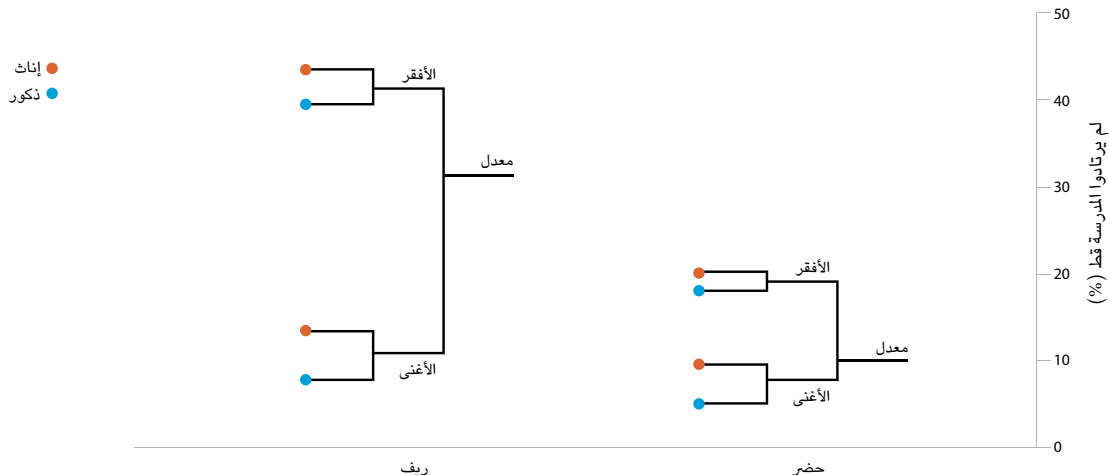 إناث
ذكور
50
40
30
20
10
0
لم يرتادوا المدرسة قط (%)
الأفقر
معدل
الأغنى
حضر
الأفقر
معدل
الأغنى
ريف